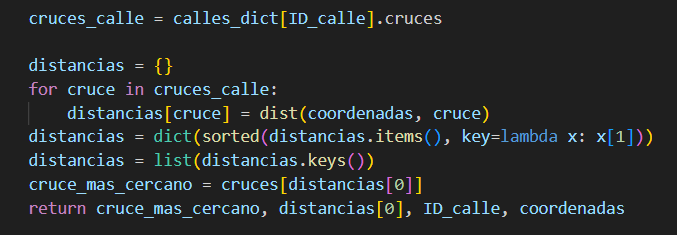 cruces_calle = calles_dict[ID_calle].cruces
distancias = {}
for cruce in cruces_calle:
distancias[cruce] = dist(coordenadas, cruce)
distancias = dict(sorted(distancias.items(), key=lambda x: x[1]))
distancias = list(distancias.keys())
cruce_mas_cercano = cruces[distancias[0]]
return cruce_mas_cercano, distancias[0], ID_calle, coordenadas